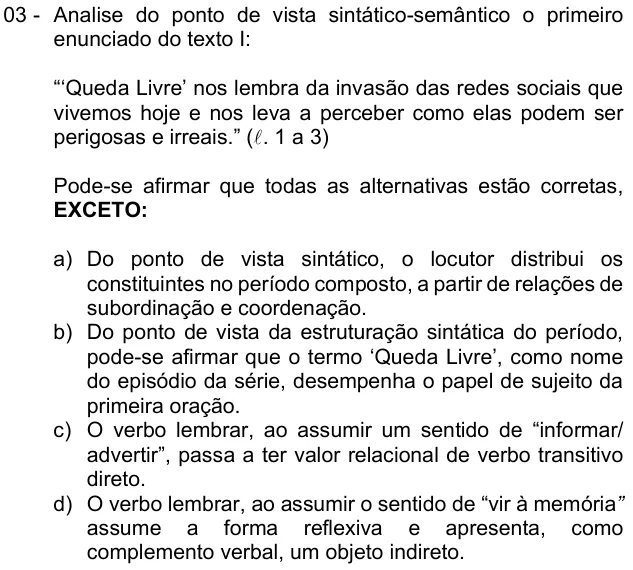 03 - Analise do ponto de vista sintático-semântico o primeiro
enunciado do texto I:
“‘Queda Livre’ nos lembra da invasão das redes sociais que
vivemos hoje e nos leva a perceber como elas podem ser
perigosas e irreais.” (ℓ. 1 a 3)
Pode-se afirmar que todas as alternativas estão corretas,
EXCETO:
a) Do ponto de vista sintático, o locutor distribui os
constituintes no período composto, a partir de relações de
subordinação e coordenação.
b) Do ponto de vista da estruturação sintática do período,
pode-se afirmar que o termo ‘Queda Livre’, como nome
do episódio da série, desempenha o papel de sujeito da
primeira oração.
c) O verbo lembrar, ao assumir um sentido de “informar/
advertir”, passa a ter valor relacional de verbo transitivo
direto.
d) O verbo lembrar, ao assumir o sentido de “vir à memória”
assume a forma reflexiva e apresenta, como
complemento verbal, um objeto indireto.